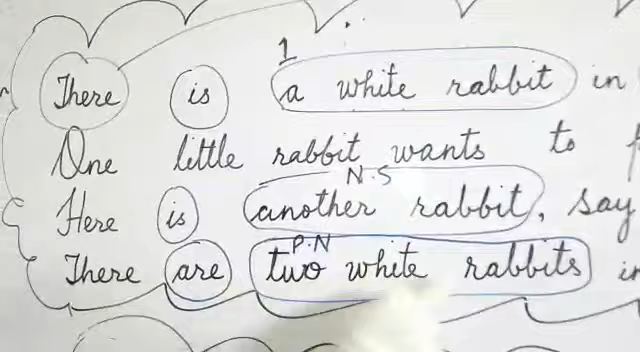 1
There is a white rabbit in
One little rabbit wants to
N.S
Here is another rabbit, say
P.N
There are two white rabbits in